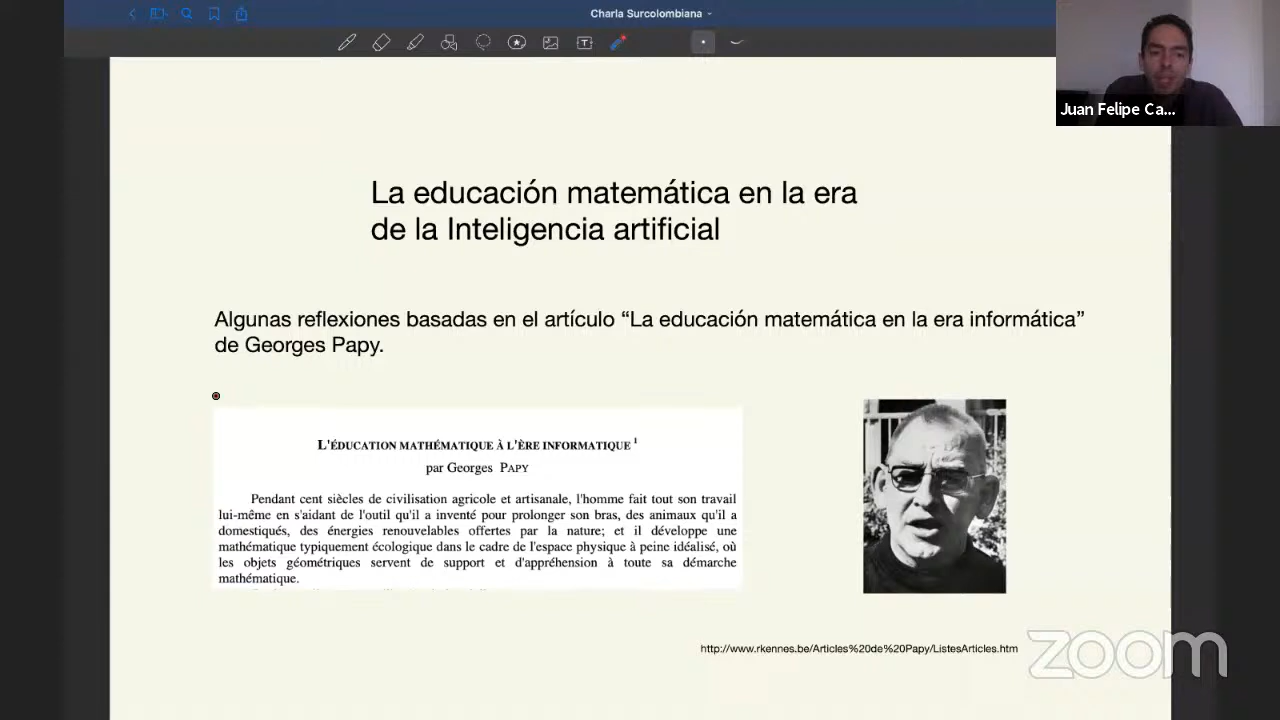 Charla Surcolombiana
Juan Felipe Ca...
La educación matemática en la era
de la Inteligencia artificial
Algunas reflexiones basadas en el artículo “La educación matemática en la era informática”
de Georges Papy.
L'ÉDUCATION MATHÉMATIQUE À L'ÈRE INFORMATIQUE 1
par Georges PAPY
Pendant cent siècles de civilisation agricole et artisanale, l'homme fait tout son travail
lui-même en s'aidant de l'outil qu'il a inventé pour prolonger son bras, des animaux qu'il a
domestiqués, des énergies renouvelables offertes par la nature; et il développe une
mathématique typiquement écologique dans le cadre de l'espace physique à peine idéalisé, où
les objets géométriques servent de support et d'appréhension à toute sa démarche
mathématique.
http://www.rkennes.be/Articles%20de%20Papy/ListesArticles.htm
zoom